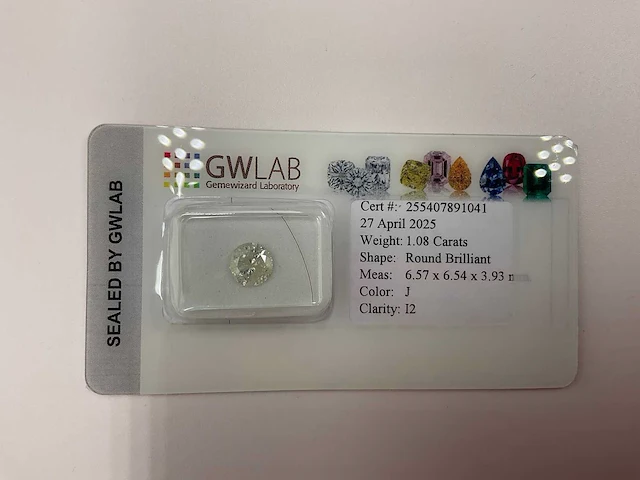 SEALED BY GWLAB
GWLAB
Gemewizard Laboratory
Cert #:- 255407891041
27 April 2025
Weight: 1.08 Carats
Shape: Round Brilliant
Meas: 6.57 x 6.54 x 3.93 mm
Color: J
Clarity: I2